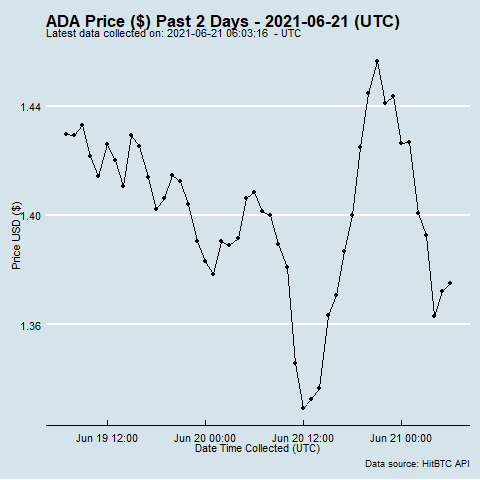 ADA Price ($) Past 2 Days - 2021-06-21 (UTC)
Latest data collected on: 2021-06-21 06:03:16 - UTC
1.44
1.40
1.36
Price USD ($)
Jun 19 12:00 Jun 20 00:00 Jun 20 12:00 Jun 21 00:00
Date Time Collected (UTC)
Data source: HitBTC API